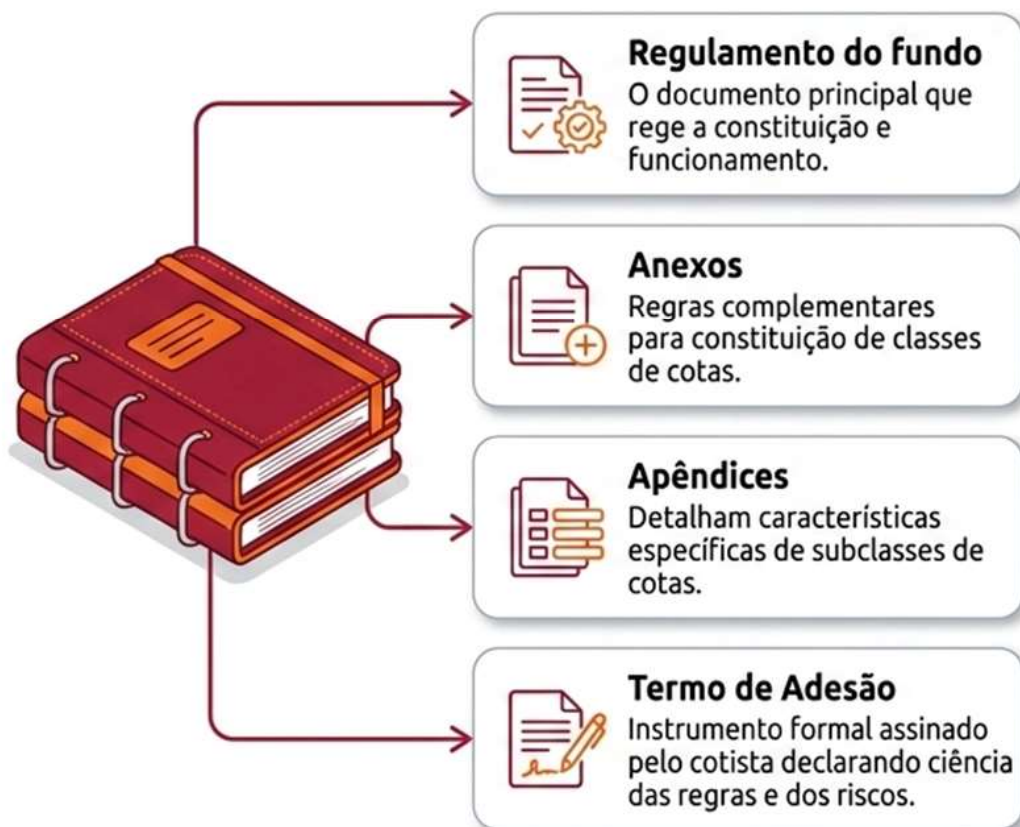 Regulamento do fundo
O documento principal que
rege a constituição e
funcionamento.
Anexos
Regras complementares
para constituição de classes
de cotas.
Apêndices
Detalham características
específicas de subclasses de
cotas.
Termo de Adesão
Instrumento formal assinado
pelo cotista declarando ciência
das regras e dos riscos.